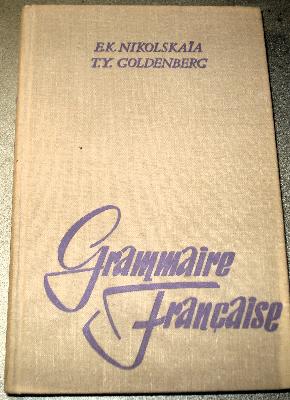 E.K. NIKOLSKAÏA
T.Y. GOLDENBERG
Grammaire
Française